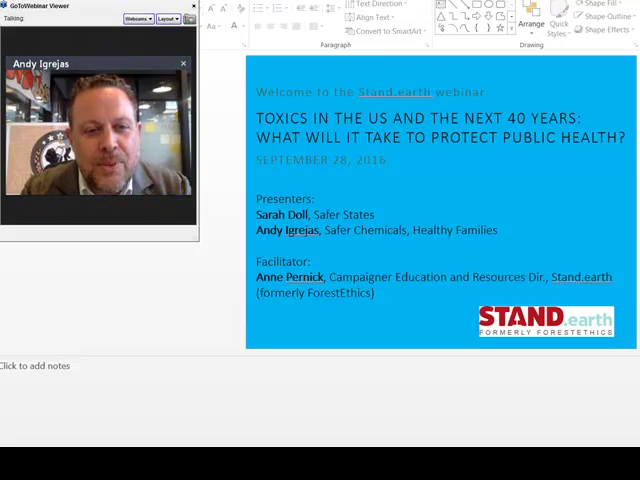 GoToWebinar Viewer
Talking:
Webcams
Layout
Andy Igrejas
Text Direction
Align Text
Convert to SmartArt
Paragraph
Arrange
Quick
Styles
Shape Fill
Shape Outline
Shape Effects
Drawing
Welcome to the Stand.earth webinar
TOXICS IN THE US AND THE NEXT 40 YEARS:
WHAT WILL IT TAKE TO PROTECT PUBLIC HEALTH?
SEPTEMBER 28, 2016
Presenters:
Sarah Doll, Safer States
Andy Igrejas, Safer Chemicals, Healthy Families
Facilitator:
Anne Pernick, Campaigner Education and Resources Dir., Stand.earth
(formerly ForestEthics)
STAND.earth
FORMERLY FORESTETHICS
Click to add notes